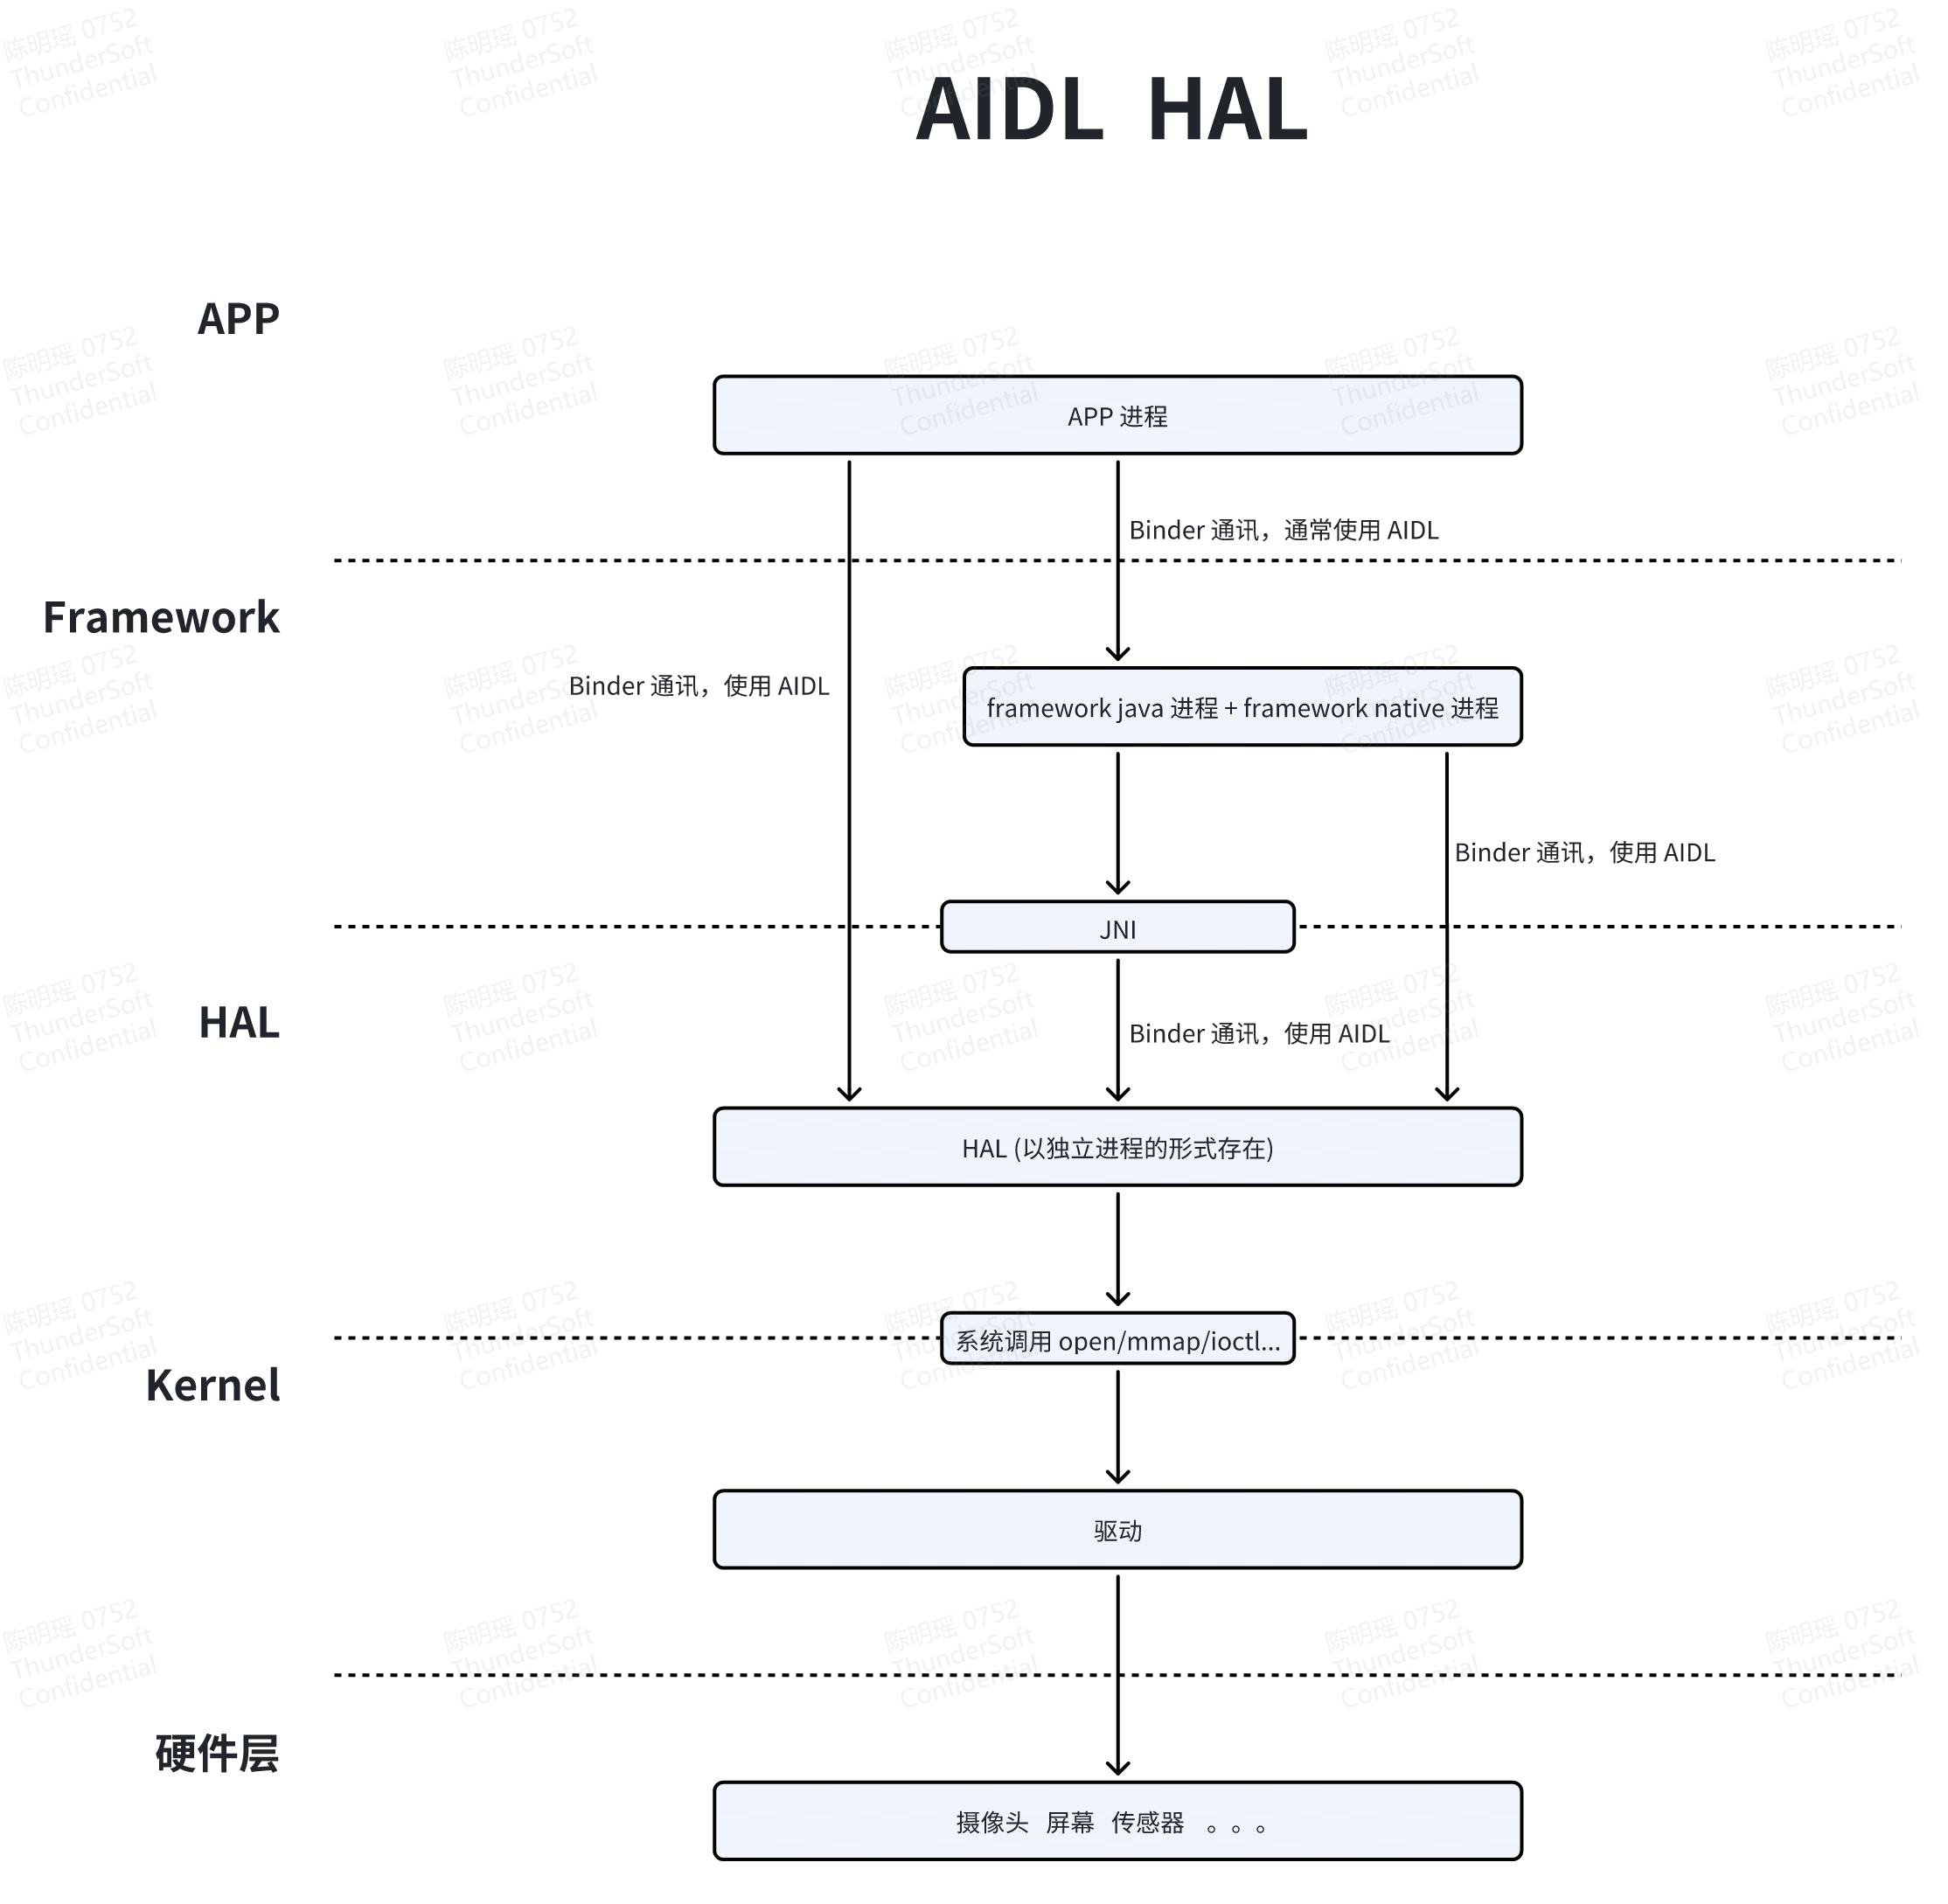 AIDL HAL
APP
APP 进程
Binder 通讯，通常使用 AIDL
Framework
Binder 通讯，使用 AIDL
framework java 进程 + framework native 进程
Binder 通讯，使用 AIDL
JNI
HAL
Binder 通讯，使用 AIDL
HAL (以独立进程的形式存在)
系统调用 open/mmap/ioctl...
Kernel
驱动
硬件层
摄像头 屏幕 传感器 。。。
陈明瑶 0752
ThunderSoft
Confidential